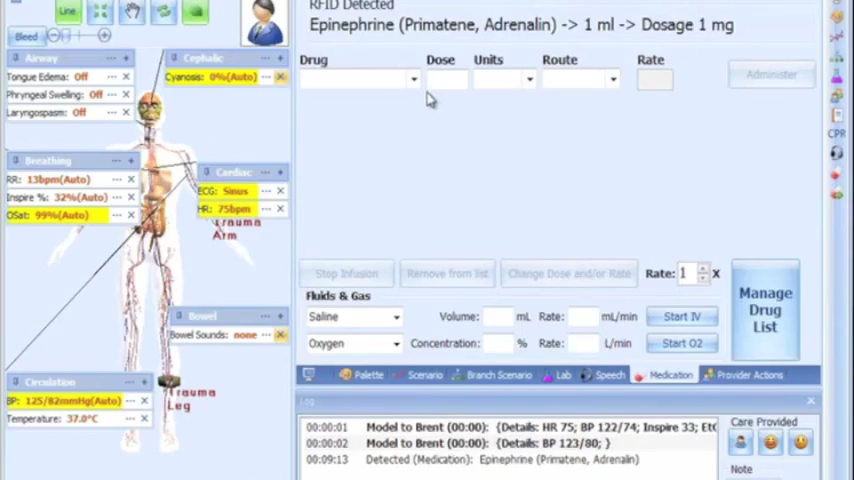 RFID Detected
Epinephrine (Primatene, Adrenalin) -> 1 ml -> Dosage 1 mg
Line
Bleed
Airway
Tongue Edema: Off
Phryngeal Swelling: Off
Laryngospasm: Off
Cephalic
Cyanosis: 0%(Auto)
Breathing
RR: 13bpm(Auto)
Inspire %: 32%(Auto)
OSat: 99%(Auto)
Cardiac
ECG: Sinus
HR: 75bpm
Trauma
Arm
Bowel
Bowel Sounds: none
Circulation
BP: 125/82mmHg(Auto)
Temperature: 37.0°C
Trauma
Leg
Drug Dose Units Route Rate
Administer
CPR
Stop Infusion Remove from list Change Dose and/or Rate Rate: 1 X
Fluids & Gas
Saline Volume: mL Rate: mL/min Start IV
Oxygen Concentration: % Rate: L/min Start O2
Manage
Drug
List
Palette Scenario Branch Scenario Lab Speech Medication Provider Actions
Log
00:00:01 Model to Brent (00:00): {Details: HR 75; BP 122/74; Inspire 33;
00:00:02 Model to Brent (00:00): {Details: BP 123/80; }
00:09:13 Detected (Medication): Epinephrine (Primatene, Adrenalin)
Care Provided
Note